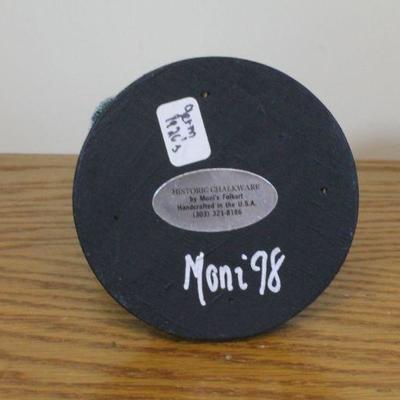 germ
1920's
HISTORIC CHALKWARE
by Moni's Folkart
Handcrafted in the U.S.A.
(303) 321-8186
Moni '98